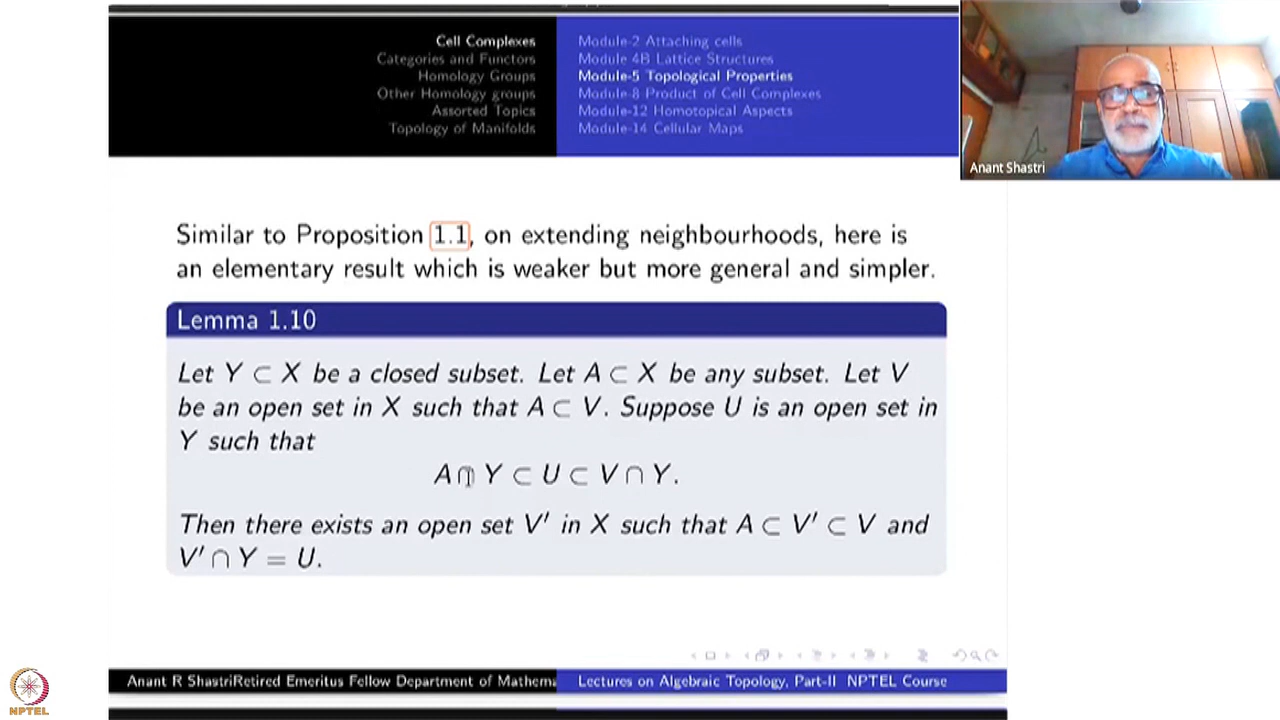 Cell Complexes
Categories and Functors
Homology Groups
Other Homology groups
Assorted Topics
Topology of Manifolds
Module-2 Attaching cells
Module 4B Lattice Structures
Module-5 Topological Properties
Module-8 Product of Cell Complexes
Module-12 Homotopical Aspects
Module-14 Cellular Maps
Anant Shastri
Similar to Proposition 1.1, on extending neighbourhoods, here is
an elementary result which is weaker but more general and simpler.
Lemma 1.10
Let Y ⊂ X be a closed subset. Let A ⊂ X be any subset. Let V
be an open set in X such that A ⊂ V. Suppose U is an open set in
Y such that
A ∩ Y ⊂ U ⊂ V ∩ Y.
Then there exists an open set V′ in X such that A ⊂ V′ ⊂ V and
V′ ∩ Y = U.
Anant R ShastriRetired Emeritus Fellow Department of Mathema
Lectures on Algebraic Topology, Part-II NPTEL Course
NPTEL